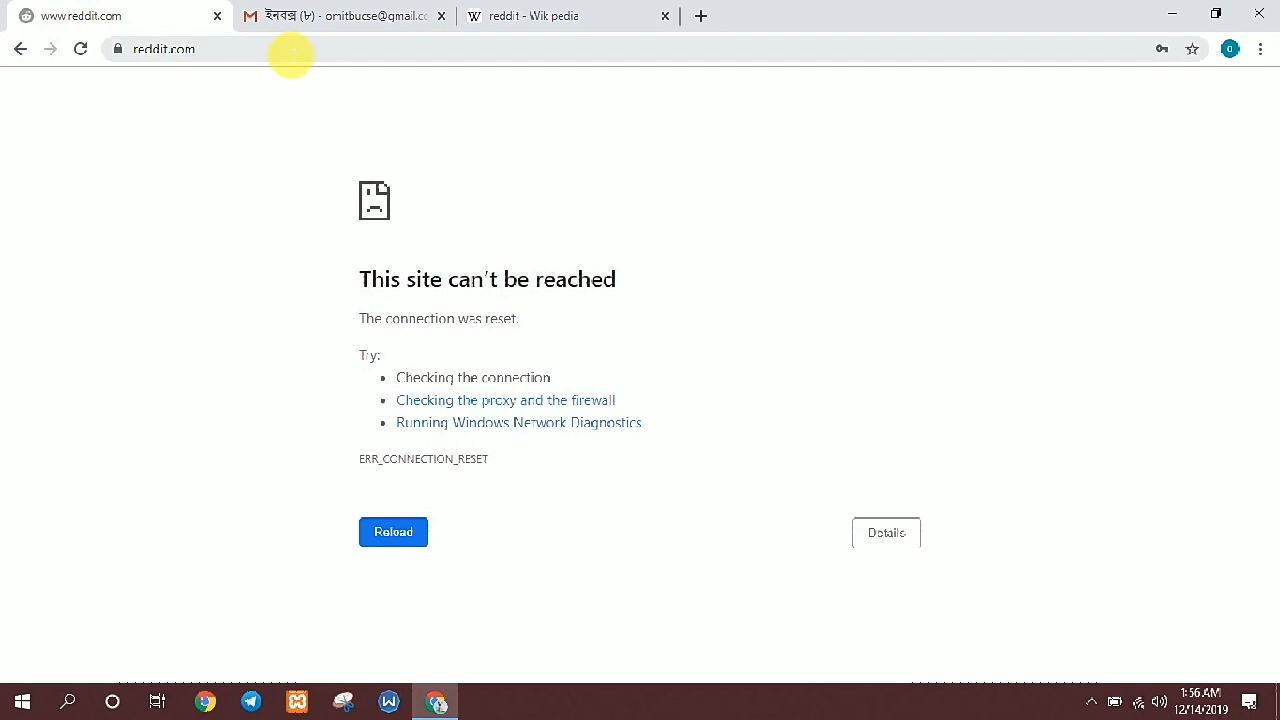 www.reddit.com
ইনবক্স (৮) - omitbucse@gmail.cc
reddit - Wikipedia
reddit.com
This site can't be reached
The connection was reset.
Try:
Checking the connection
Checking the proxy and the firewall
Running Windows Network Diagnostics
ERR_CONNECTION_RESET
Reload
Details
1:56 AM
12/14/2019